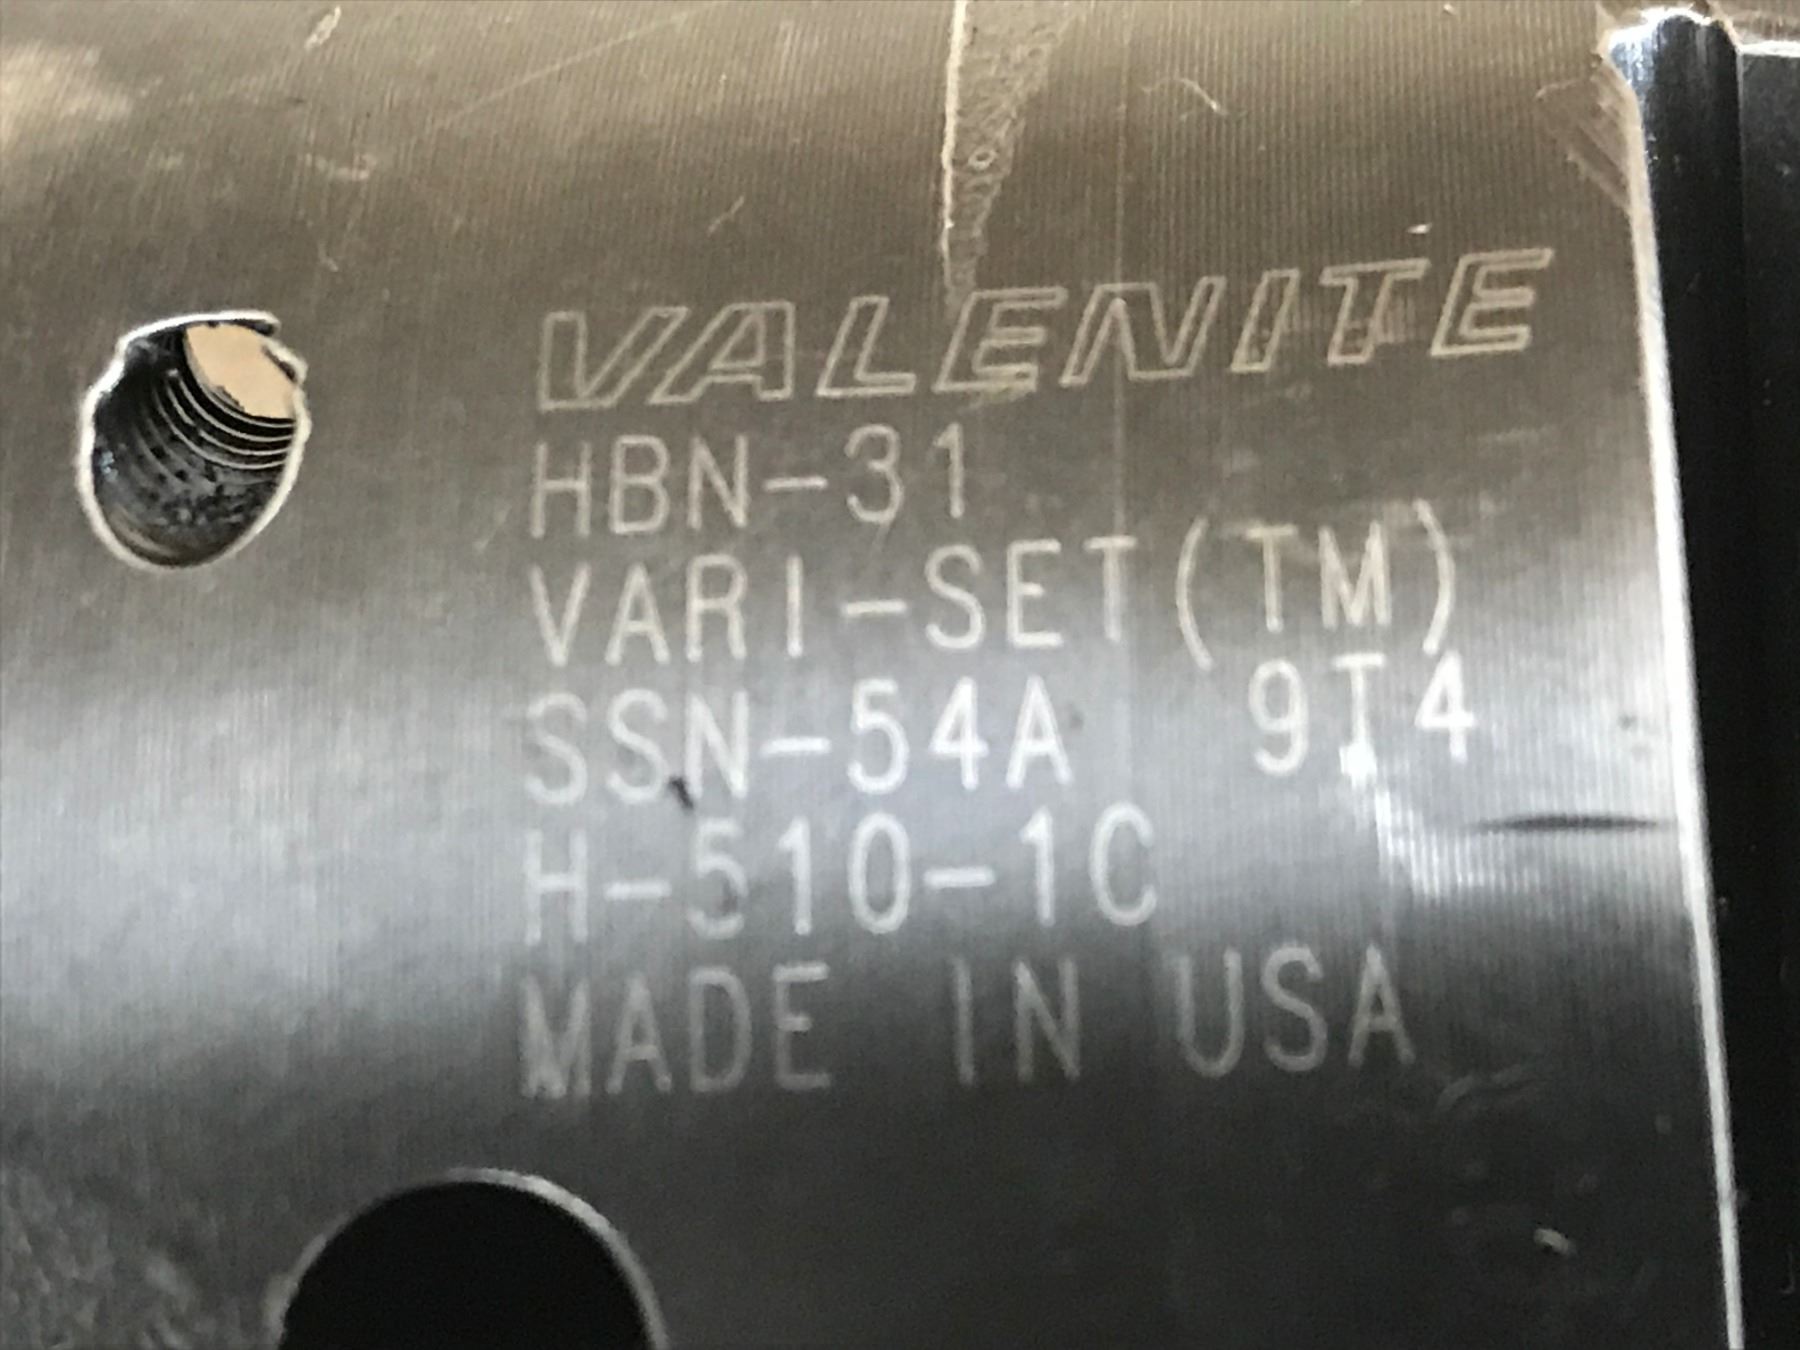 VALENITE
HBN-31
VARI-SET(TM)
SSN-54A 9T4
H-510-1C
MADE IN USA